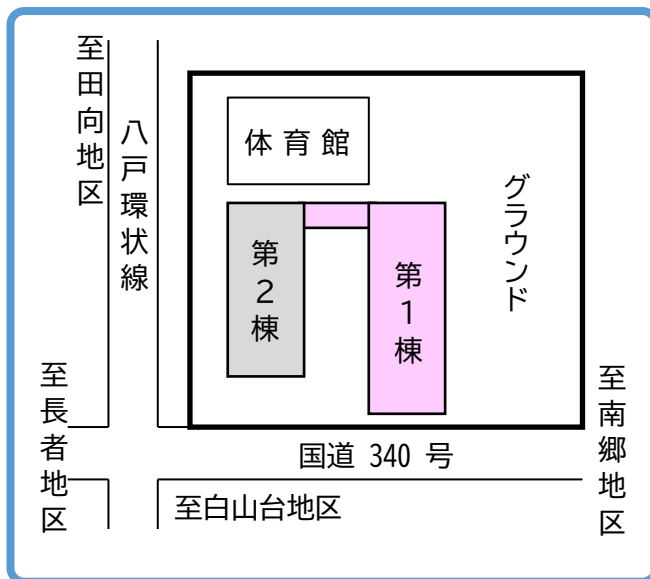 至田向地区
八戸環状線
体育館
グラウンド
第2棟
第1棟
至長者地区
至南郷地区
国道 340 号
至白山台地区